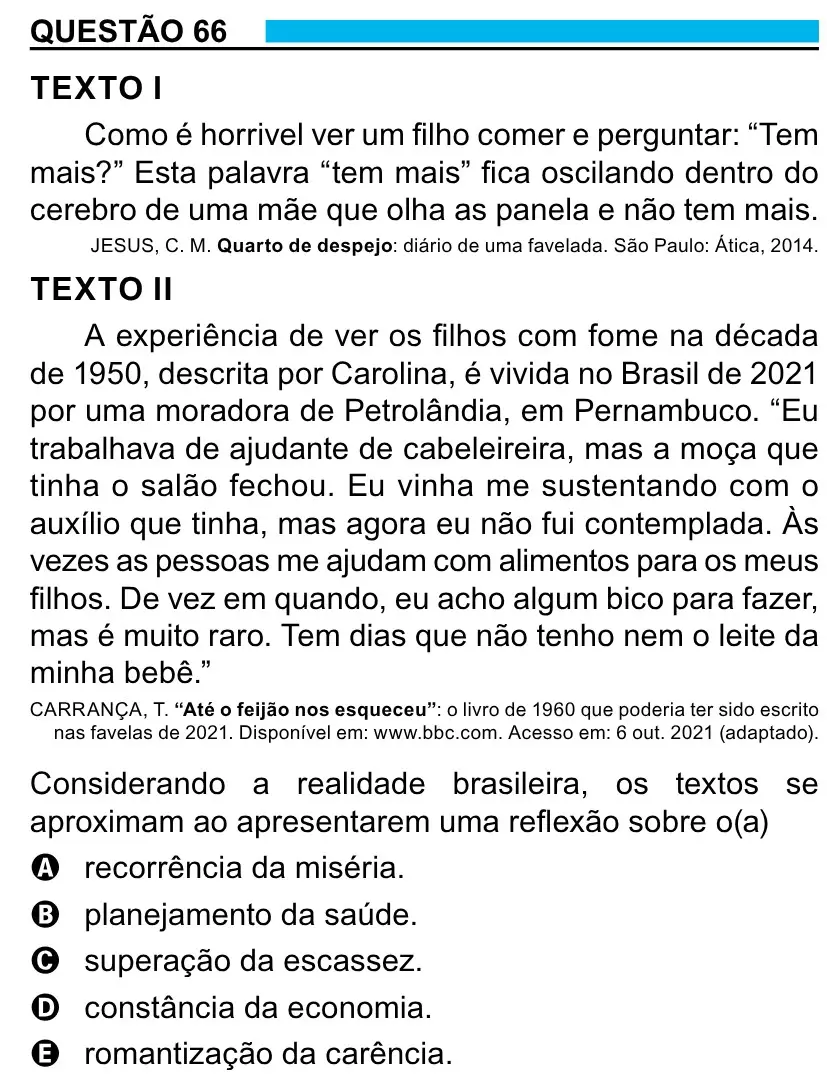 QUESTÃO 66
TEXTO I
Como é horrivel ver um filho comer e perguntar: “Tem
mais?” Esta palavra “tem mais” fica oscilando dentro do
cerebro de uma mãe que olha as panela e não tem mais.
JESUS, C. M. Quarto de despejo: diário de uma favelada. São Paulo: Ática, 2014.
TEXTO II
A experiência de ver os filhos com fome na década
de 1950, descrita por Carolina, é vivida no Brasil de 2021
por uma moradora de Petrolândia, em Pernambuco. “Eu
trabalhava de ajudante de cabeleireira, mas a moça que
tinha o salão fechou. Eu vinha me sustentando com o
auxílio que tinha, mas agora eu não fui contemplada. Às
vezes as pessoas me ajudam com alimentos para os meus
filhos. De vez em quando, eu acho algum bico para fazer,
mas é muito raro. Tem dias que não tenho nem o leite da
minha bebê.”
CARRANÇA, T. “Até o feijão nos esqueceu”: o livro de 1960 que poderia ter sido escrito
nas favelas de 2021. Disponível em: www.bbc.com. Acesso em: 6 out. 2021 (adaptado).
Considerando a realidade brasileira, os textos se
aproximam ao apresentarem uma reflexão sobre o(a)
A recorrência da miséria.
B planejamento da saúde.
C superação da escassez.
D constância da economia.
E romantização da carência.